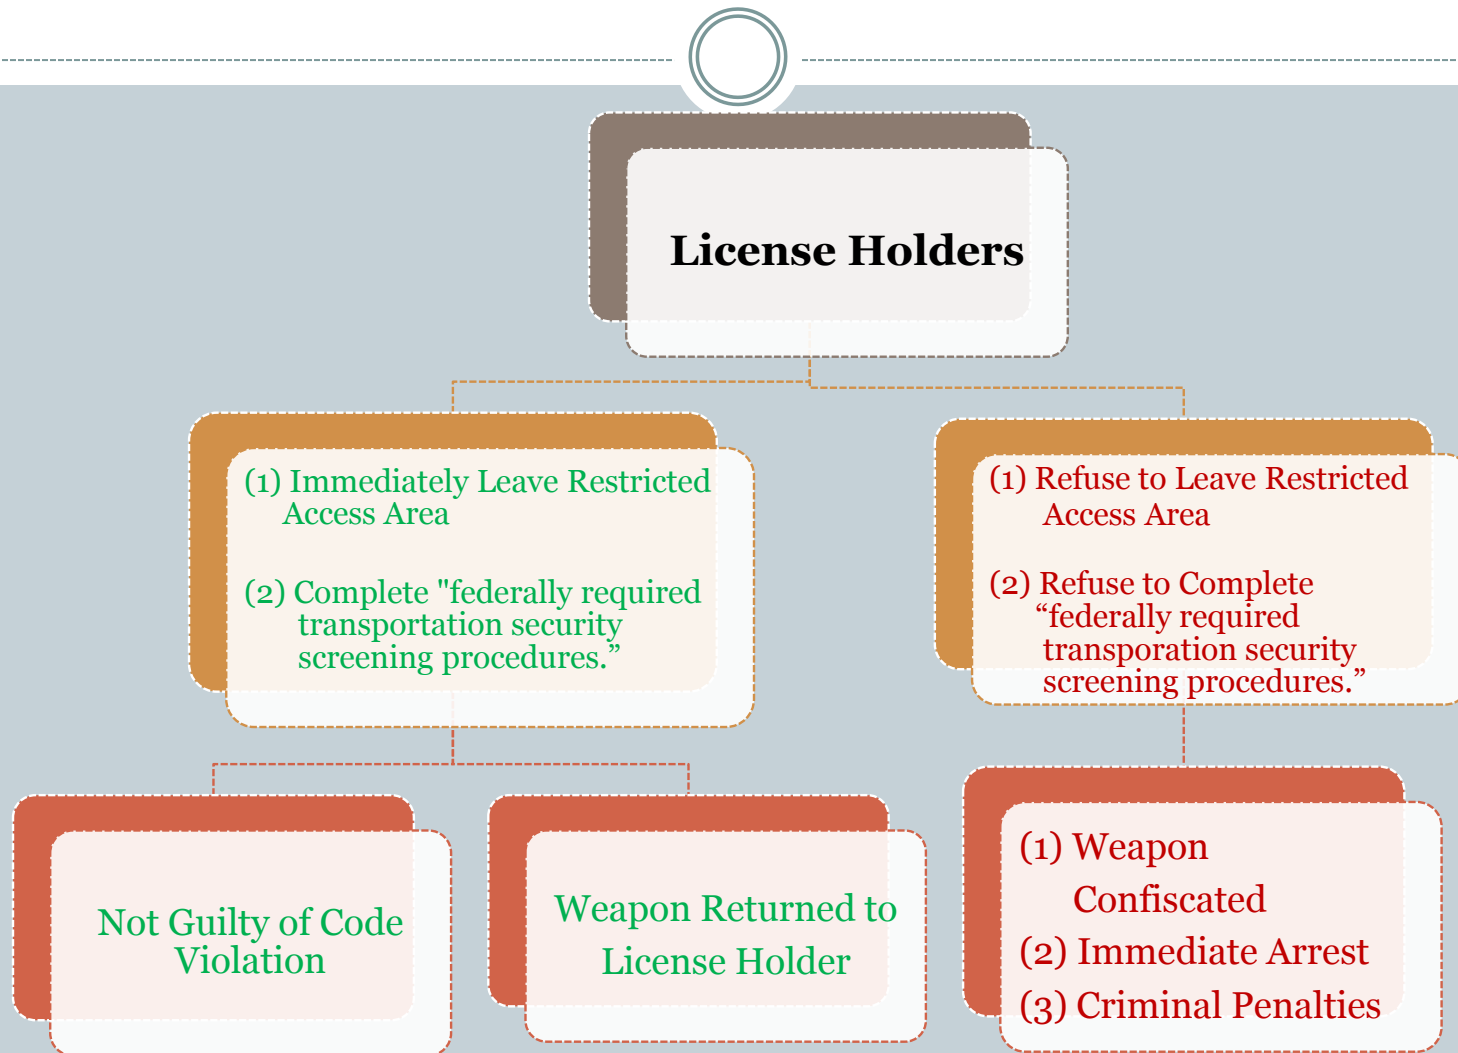 License Holders
(1) Immediately Leave Restricted
Access Area
(2) Complete "federally required
transportation security
screening procedures.”
(1) Refuse to Leave Restricted
Access Area
(2) Refuse to Complete
“federally required
transporation security
screening procedures.”
Not Guilty of Code
Violation
Weapon Returned to
License Holder
(1) Weapon
Confiscated
(2) Immediate Arrest
(3) Criminal Penalties